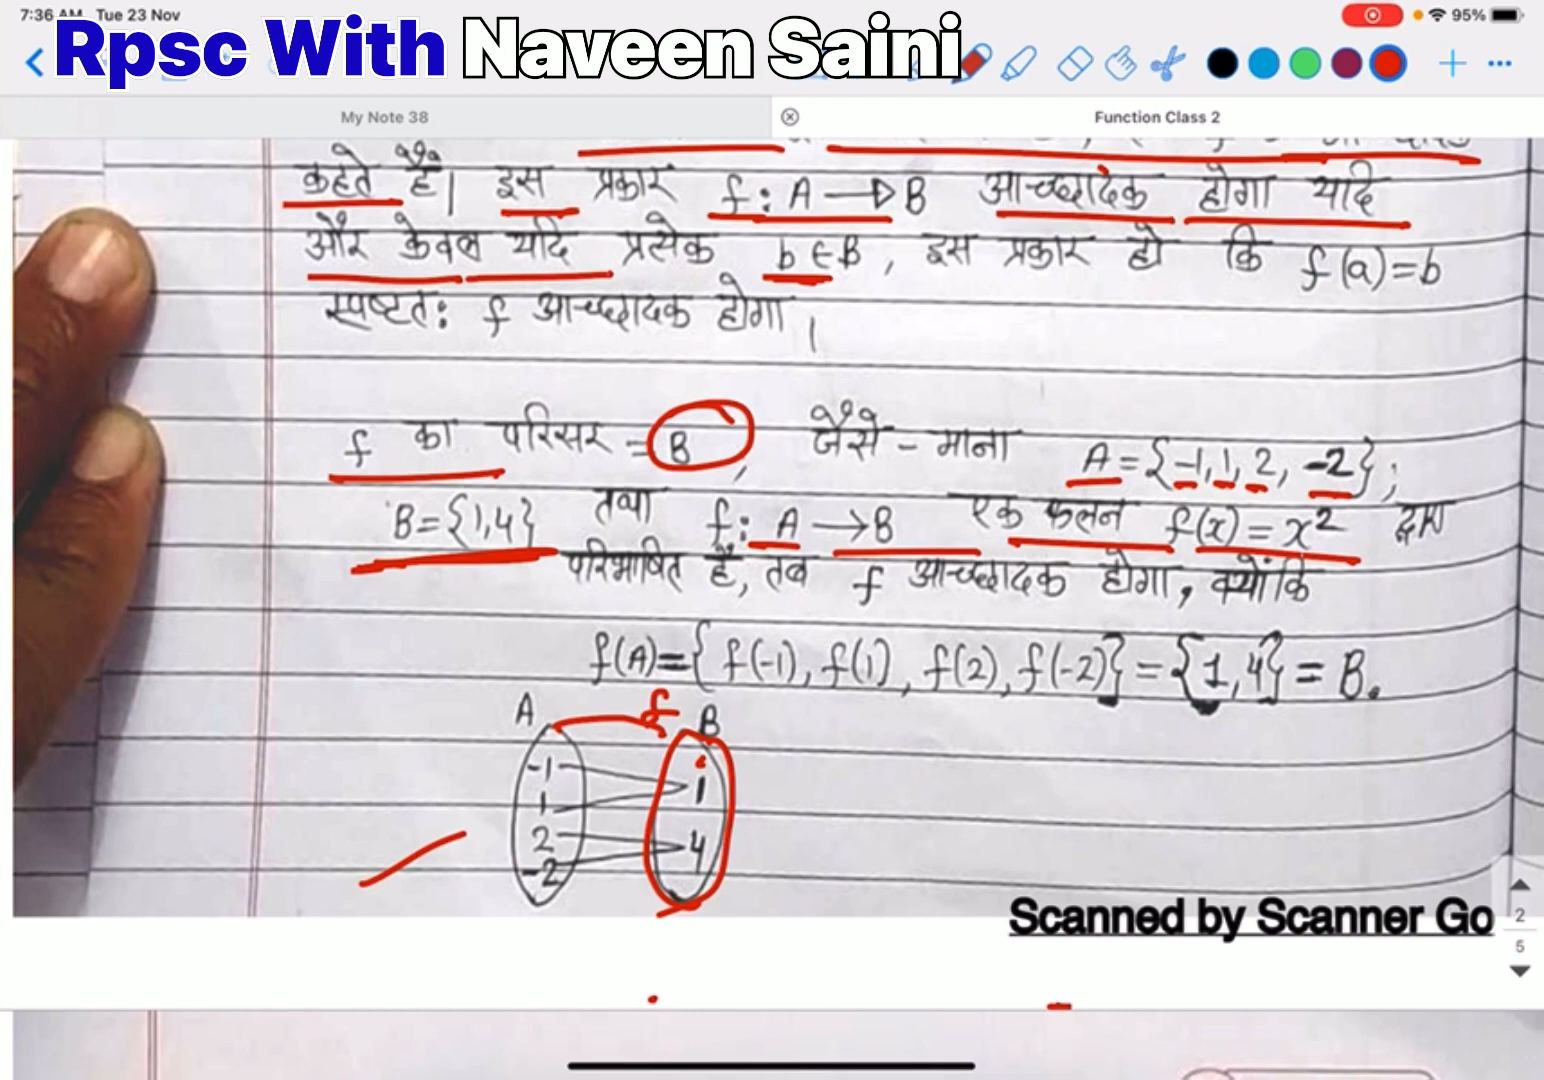 7:36 AM Tue 23 Nov
95%
Rpsc With Naveen Saini
My Note 38
Function Class 2
कहते हैं। इस प्रकार f: A → B आच्छादक होगा यदि
और केवल यदि प्रत्येक b ∈ B, इस प्रकार हो कि f(a)=b
स्पष्टत: f आच्छादक होगा।
f का परिसर = B, जैसे - माना A = {-1, 1, 2, -2};
B = {1,4} तथा f: A → B एक फलन f(x) = x² द्वारा
परिभाषित है, तब f आच्छादक होगा, क्योंकि
f(A)={f(-1), f(1), f(2), f(-2)} = {1,4} = B.
A f B
-1 1
1
2 4
-2
Scanned by Scanner Go
2
5